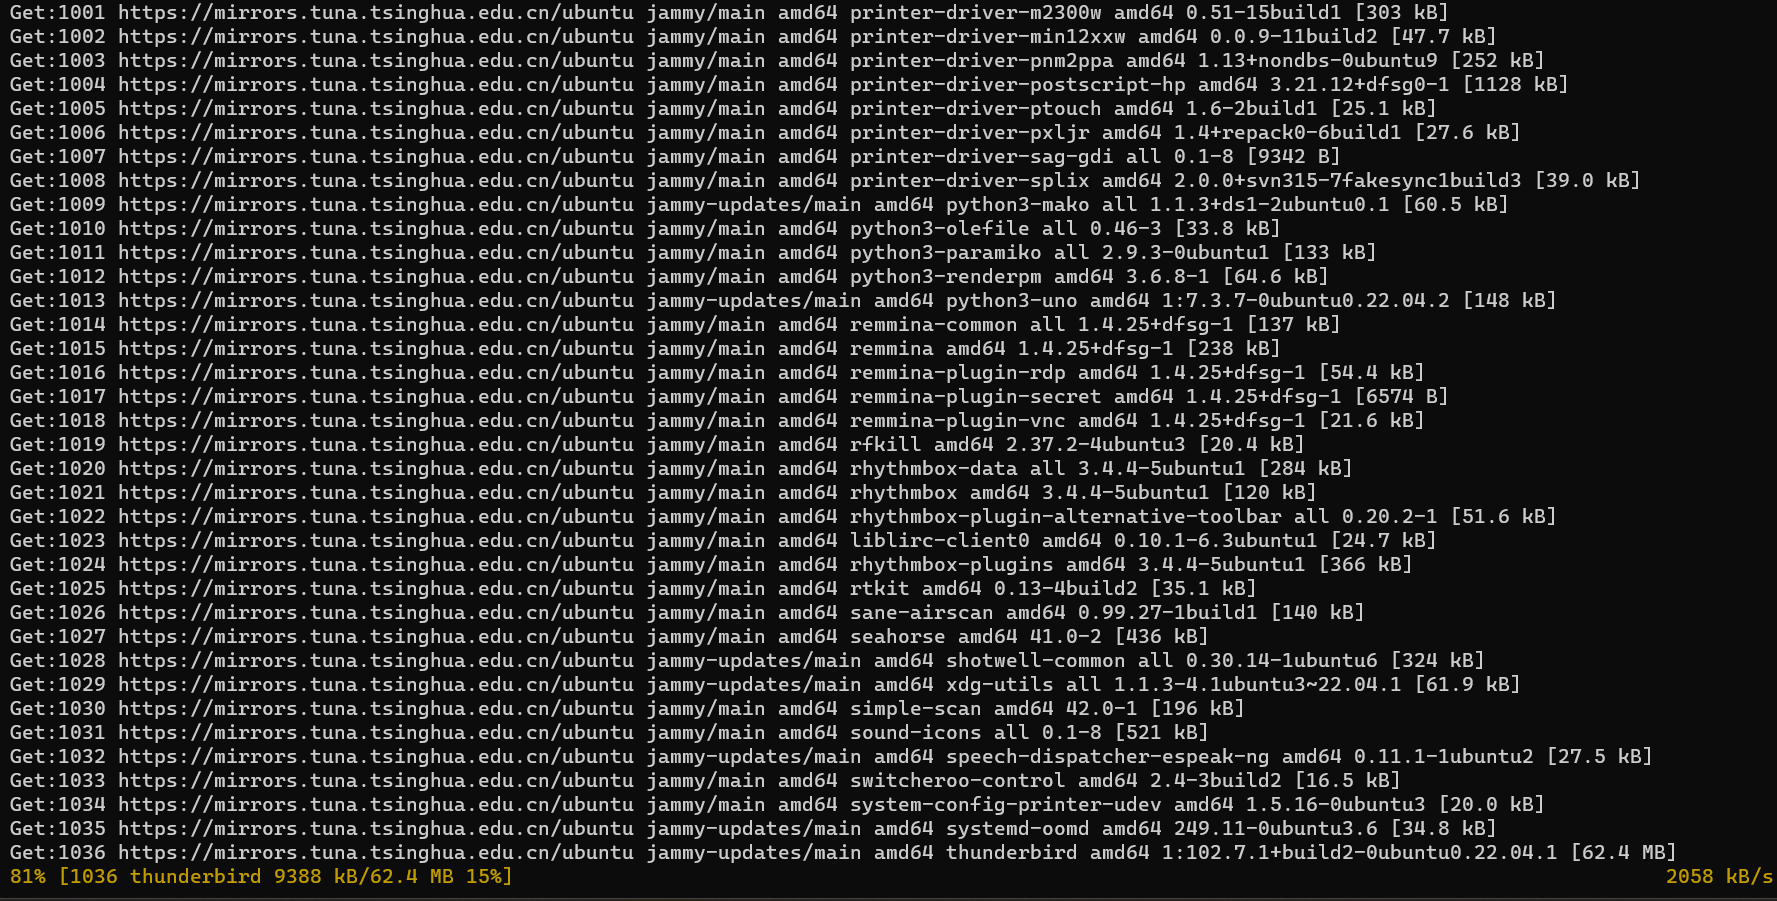 Get:1001 https://mirrors.tuna.tsinghua.edu.cn/ubuntu jammy/main amd64 printer-driver-m2300w amd64 0.51-15build1 [303 kB]
Get:1002 https://mirrors.tuna.tsinghua.edu.cn/ubuntu jammy/main amd64 printer-driver-min12xxw amd64 0.0.9-11build2 [47.7 kB]
Get:1003 https://mirrors.tuna.tsinghua.edu.cn/ubuntu jammy/main amd64 printer-driver-pnm2ppa amd64 1.13+nondbs-0ubuntu9 [252 kB]
Get:1004 https://mirrors.tuna.tsinghua.edu.cn/ubuntu jammy/main amd64 printer-driver-postscript-hp amd64 3.21.12+dfsg0-1 [1128 kB]
Get:1005 https://mirrors.tuna.tsinghua.edu.cn/ubuntu jammy/main amd64 printer-driver-ptouch amd64 1.6-2build1 [25.1 kB]
Get:1006 https://mirrors.tuna.tsinghua.edu.cn/ubuntu jammy/main amd64 printer-driver-pxljr amd64 1.4+repack0-6build1 [27.6 kB]
Get:1007 https://mirrors.tuna.tsinghua.edu.cn/ubuntu jammy/main amd64 printer-driver-sag-gdi all 0.1-8 [9342 B]
Get:1008 https://mirrors.tuna.tsinghua.edu.cn/ubuntu jammy/main amd64 printer-driver-splix amd64 2.0.0+svn315-7fakesync1build3 [39.0 kB]
Get:1009 https://mirrors.tuna.tsinghua.edu.cn/ubuntu jammy-updates/main amd64 python3-mako all 1.1.3+ds1-2ubuntu0.1 [60.5 kB]
Get:1010 https://mirrors.tuna.tsinghua.edu.cn/ubuntu jammy/main amd64 python3-olefile all 0.46-3 [33.8 kB]
Get:1011 https://mirrors.tuna.tsinghua.edu.cn/ubuntu jammy/main amd64 python3-paramiko all 2.9.3-0ubuntu1 [133 kB]
Get:1012 https://mirrors.tuna.tsinghua.edu.cn/ubuntu jammy/main amd64 python3-renderpm amd64 3.6.8-1 [64.6 kB]
Get:1013 https://mirrors.tuna.tsinghua.edu.cn/ubuntu jammy-updates/main amd64 python3-uno amd64 1:7.3.7-0ubuntu0.22.04.2 [148 kB]
Get:1014 https://mirrors.tuna.tsinghua.edu.cn/ubuntu jammy/main amd64 remmina-common all 1.4.25+dfsg-1 [137 kB]
Get:1015 https://mirrors.tuna.tsinghua.edu.cn/ubuntu jammy/main amd64 remmina amd64 1.4.25+dfsg-1 [238 kB]
Get:1016 https://mirrors.tuna.tsinghua.edu.cn/ubuntu jammy/main amd64 remmina-plugin-rdp amd64 1.4.25+dfsg-1 [54.4 kB]
Get:1017 https://mirrors.tuna.tsinghua.edu.cn/ubuntu jammy/main amd64 remmina-plugin-secret amd64 1.4.25+dfsg-1 [6574 B]
Get:1018 https://mirrors.tuna.tsinghua.edu.cn/ubuntu jammy/main amd64 remmina-plugin-vnc amd64 1.4.25+dfsg-1 [21.6 kB]
Get:1019 https://mirrors.tuna.tsinghua.edu.cn/ubuntu jammy/main amd64 rfkill amd64 2.37.2-4ubuntu3 [20.4 kB]
Get:1020 https://mirrors.tuna.tsinghua.edu.cn/ubuntu jammy/main amd64 rhythmbox-data all 3.4.4-5ubuntu1 [284 kB]
Get:1021 https://mirrors.tuna.tsinghua.edu.cn/ubuntu jammy/main amd64 rhythmbox amd64 3.4.4-5ubuntu1 [120 kB]
Get:1022 https://mirrors.tuna.tsinghua.edu.cn/ubuntu jammy/main amd64 rhythmbox-plugin-alternative-toolbar all 0.20.2-1 [51.6 kB]
Get:1023 https://mirrors.tuna.tsinghua.edu.cn/ubuntu jammy/main amd64 liblirc-client0 amd64 0.10.1-6.3ubuntu1 [24.7 kB]
Get:1024 https://mirrors.tuna.tsinghua.edu.cn/ubuntu jammy/main amd64 rhythmbox-plugins amd64 3.4.4-5ubuntu1 [366 kB]
Get:1025 https://mirrors.tuna.tsinghua.edu.cn/ubuntu jammy/main amd64 rtkit amd64 0.13-4build2 [35.1 kB]
Get:1026 https://mirrors.tuna.tsinghua.edu.cn/ubuntu jammy/main amd64 sane-airscan amd64 0.99.27-1build1 [140 kB]
Get:1027 https://mirrors.tuna.tsinghua.edu.cn/ubuntu jammy/main amd64 seahorse amd64 41.0-2 [436 kB]
Get:1028 https://mirrors.tuna.tsinghua.edu.cn/ubuntu jammy-updates/main amd64 shotwell-common all 0.30.14-1ubuntu6 [324 kB]
Get:1029 https://mirrors.tuna.tsinghua.edu.cn/ubuntu jammy-updates/main amd64 xdg-utils all 1.1.3-4.1ubuntu3~22.04.1 [61.9 kB]
Get:1030 https://mirrors.tuna.tsinghua.edu.cn/ubuntu jammy/main amd64 simple-scan amd64 42.0-1 [196 kB]
Get:1031 https://mirrors.tuna.tsinghua.edu.cn/ubuntu jammy/main amd64 sound-icons all 0.1-8 [521 kB]
Get:1032 https://mirrors.tuna.tsinghua.edu.cn/ubuntu jammy-updates/main amd64 speech-dispatcher-espeak-ng amd64 0.11.1-1ubuntu2 [27.5 kB]
Get:1033 https://mirrors.tuna.tsinghua.edu.cn/ubuntu jammy/main amd64 switcheroo-control amd64 2.4-3build2 [16.5 kB]
Get:1034 https://mirrors.tuna.tsinghua.edu.cn/ubuntu jammy/main amd64 system-config-printer-udev amd64 1.5.16-0ubuntu3 [20.0 kB]
Get:1035 https://mirrors.tuna.tsinghua.edu.cn/ubuntu jammy-updates/main amd64 systemd-oomd amd64 249.11-0ubuntu3.6 [34.8 kB]
Get:1036 https://mirrors.tuna.tsinghua.edu.cn/ubuntu jammy-updates/main amd64 thunderbird amd64 1:102.7.1+build2-0ubuntu0.22.04.1 [62.4 MB]
81% [1036 thunderbird 9388 kB/62.4 MB 15%] 2058 kB/s